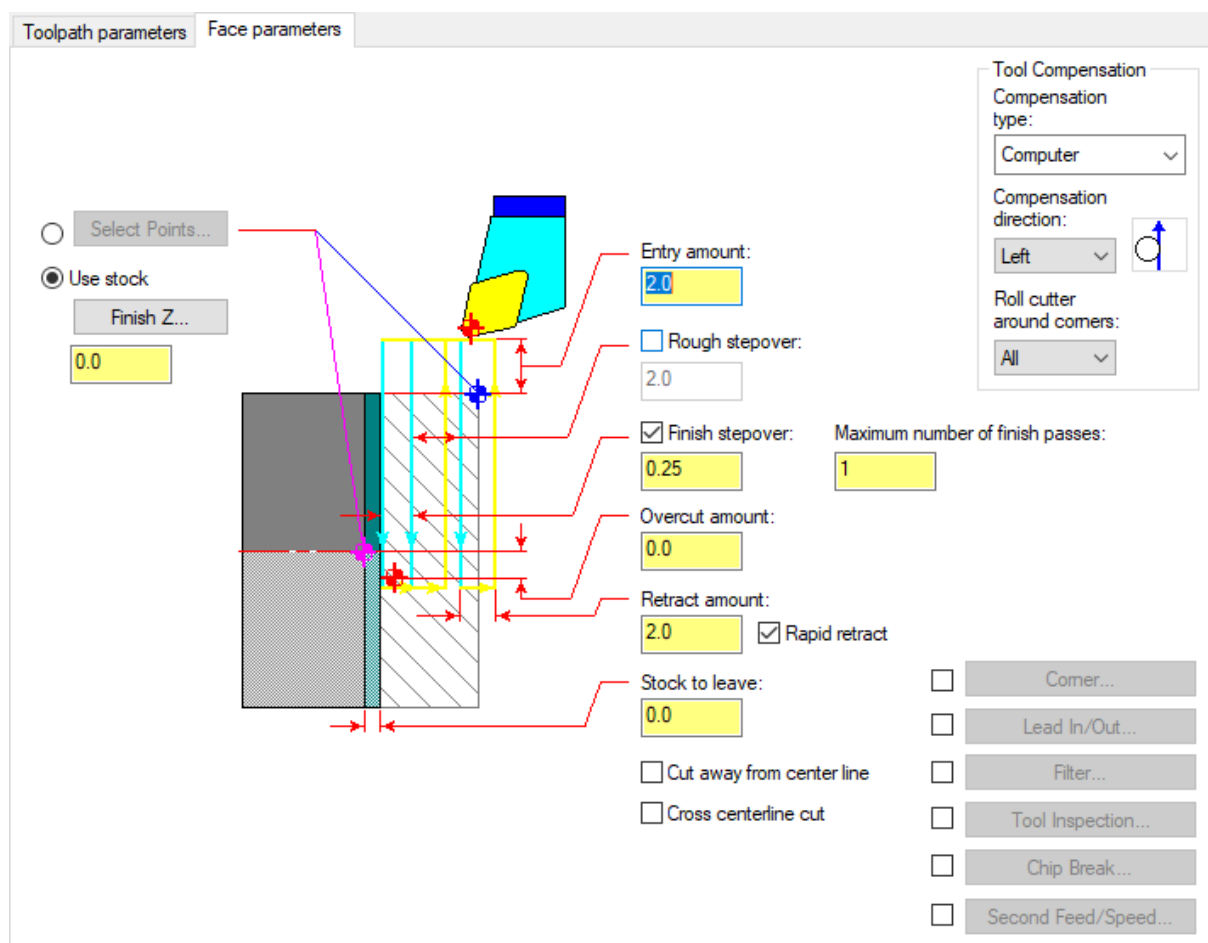 Toolpath parameters
Face parameters
Tool Compensation
Compensation
type:
Computer
Compensation
direction:
Left
Roll cutter
around corners:
All
Select Points...
Use stock
Finish Z...
0.0
Entry amount:
2.0
Rough stepover:
2.0
Finish stepover:
0.25
Maximum number of finish passes:
1
Overcut amount:
0.0
Retract amount:
2.0
Rapid retract
Stock to leave:
0.0
Cut away from center line
Cross centerline cut
Corner...
Lead In/Out...
Filter...
Tool Inspection...
Chip Break...
Second Feed/Speed...